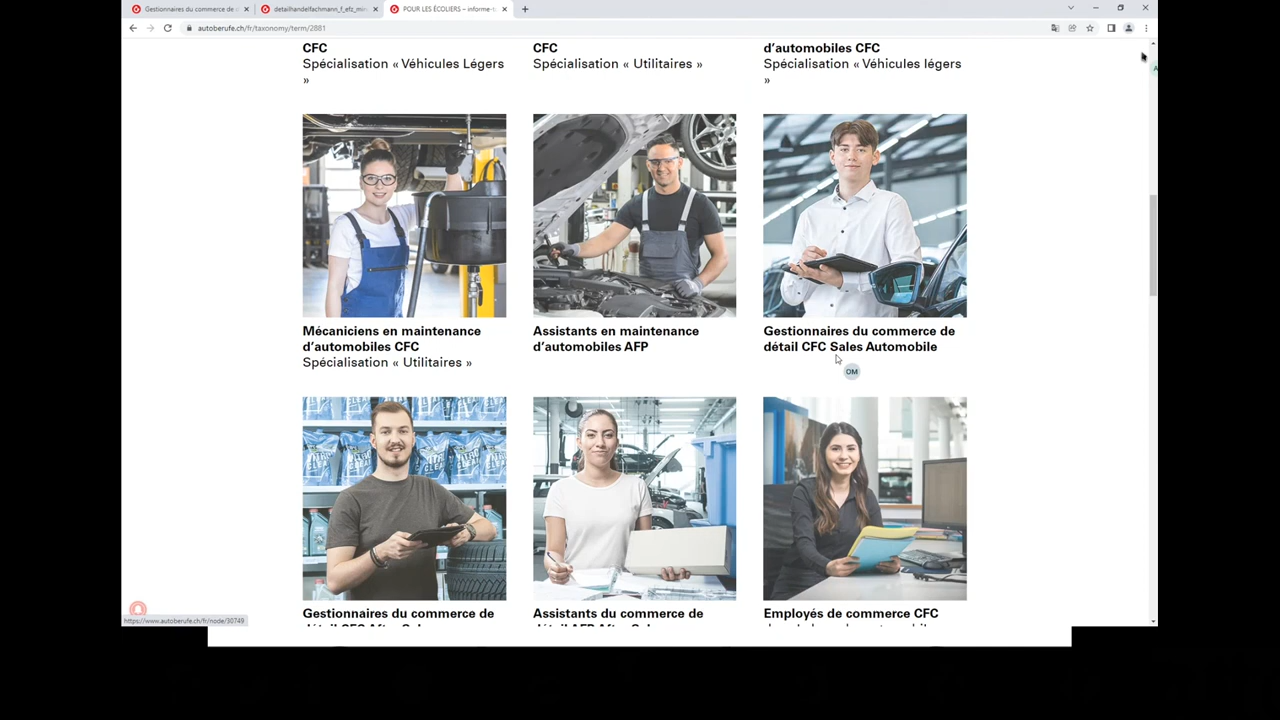 Gestionnaires du commerce de
detailhandelfachmann_f_efz_min
POUR LES ÉCOLIERS – informe-t
autoberufe.ch/fr/taxonomy/term/2881
CFC
Spécialisation « Véhicules Légers
»
CFC
Spécialisation « Utilitaires »
d'automobiles CFC
Spécialisation « Véhicules légers
»
Mécaniciens en maintenance
d'automobiles CFC
Spécialisation « Utilitaires »
Assistants en maintenance
d'automobiles AFP
Gestionnaires du commerce de
détail CFC Sales Automobile
OM
Gestionnaires du commerce de
Assistants du commerce de
Employés de commerce CFC
https://www.autoberufe.ch/fr/node/30749